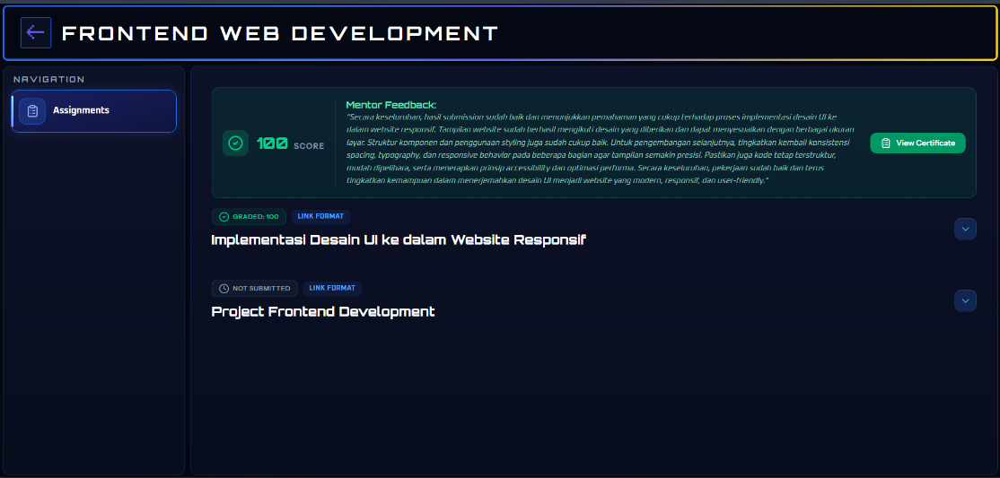 FRONTEND WEB DEVELOPMENT
NAVIGATION
Assignments
100 SCORE
Mentor Feedback:
"Secara keseluruhan, hasil submission sudah baik dan menunjukkan pemahaman yang cukup terhadap proses implementasi desain UI ke
dalam website responsif. Tampilan website sudah berhasil mengikuti desain yang diberikan dan dapat menyesuaikan dengan berbagai ukuran
layar. Struktur komponen dan penggunaan styling juga sudah cukup baik. Untuk pengembangan selanjutnya, tingkatkan kembali konsistensi
spacing, typography, dan responsive behavior pada beberapa bagian agar tampilan semakin presisi. Pastikan juga kode tetap terstruktur,
mudah dipelihara, serta menerapkan prinsip accessibility dan optimasi performa. Secara keseluruhan, pekerjaan sudah baik dan terus
tingkatkan kemampuan dalam menerjemahkan desain UI menjadi website yang modern, responsif, dan user-friendly."
View Certificate
GRADED: 100
LINK FORMAT
Implementasi Desain UI ke dalam Website Responsif
NOT SUBMITTED
LINK FORMAT
Project Frontend Development